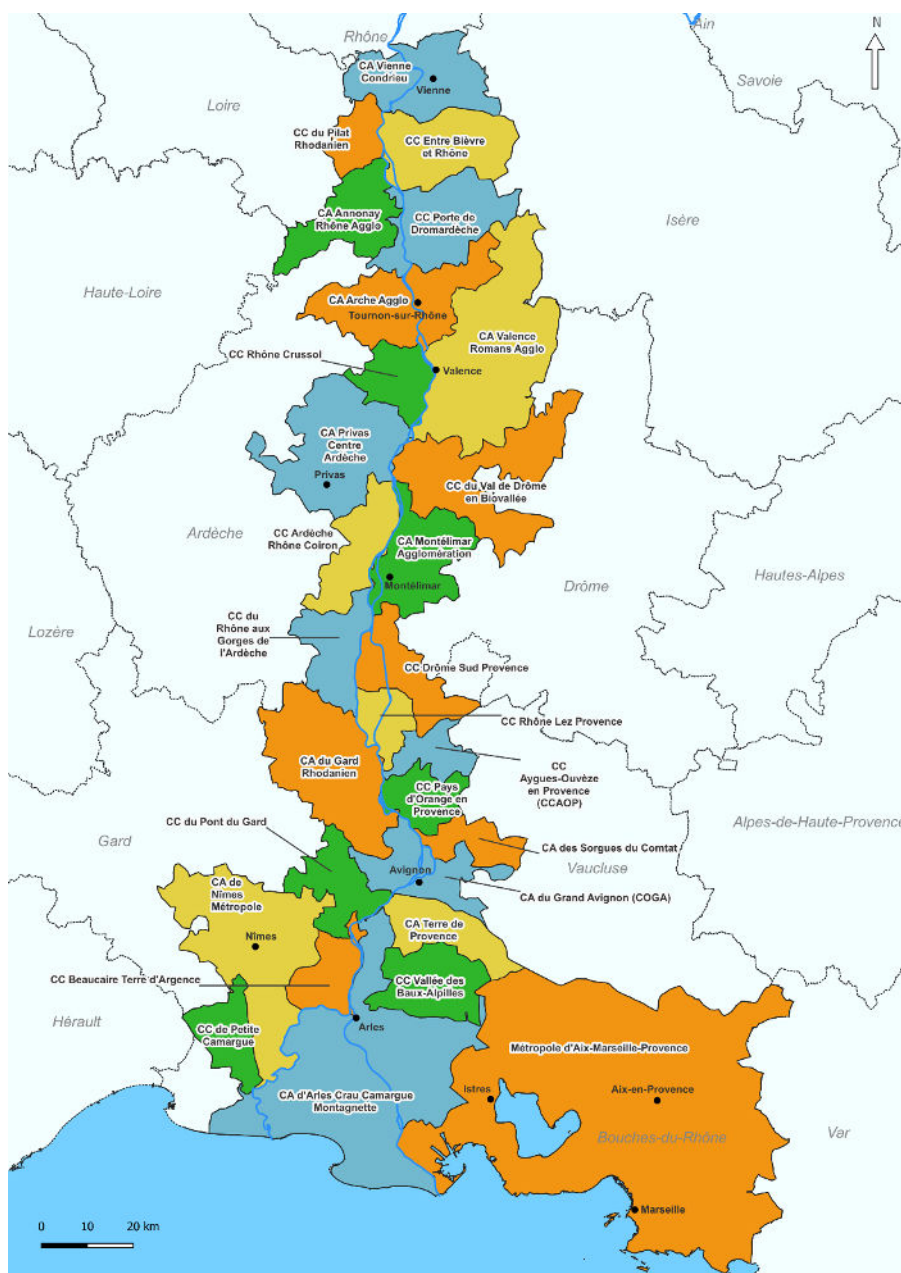 Rhône
Ain
N
CA Vienne
Condrieu
Vienne
Savoie
Loire
CC du Pilat
Rhodanien
CC Entre Bièvre
et Rhône
CA Annonay
Rhône Agglo
CC Porte de
Dromardèche
Isère
Haute-Loire
CA Arche Agglo
Tournon-sur-Rhône
CA Valence
Romans Agglo
CC Rhône Crussol
Valence
CA Privas
Centre
Ardèche
Privas
CC du Val de Drôme
en Biovallée
Ardèche
CC Ardèche
Rhône Coiron
CA Montélimar
Agglomération
Montélimar
Drôme
Hautes-Alpes
Lozère
CC du
Rhône aux
Gorges de
l'Ardèche
CC Drôme Sud Provence
CC Rhône Lez Provence
CA du Gard
Rhodanien
CC
Aygues-Ouvèze
en Provence
(CCAOP)
CC Pays
d'Orange en
Provence
CC du Pont du Gard
Gard
Alpes-de-Haute-Provence
CA des Sorgues du Comtat
Vaucluse
Avignon
CA du Grand Avignon (COGA)
CA de
Nîmes
Métropole
Nîmes
CA Terre de
Provence
CC Beaucaire Terre d'Argence
CC Vallée des
Baux-Alpilles
Hérault
CC de Petite
Camargue
Arles
Métropole d'Aix-Marseille-Provence
CA d'Arles Crau Camargue
Montagnette
Istres
Aix-en-Provence
Bouches-du-Rhône
Var
Marseille
0 10 20 km